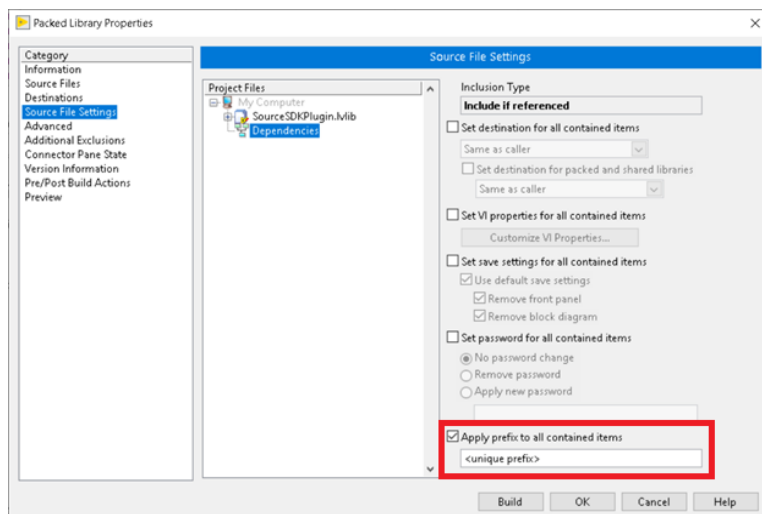 Packed Library Properties
Category
Information
Source Files
Destinations
Source File Settings
Advanced
Additional Exclusions
Connector Pane State
Version Information
Pre/Post Build Actions
Preview
Source File Settings
Project Files
My Computer
SourceSDKPlugin.lvlib
Dependencies
Inclusion Type
Include if referenced
Set destination for all contained items
Same as caller
Set destination for packed and shared libraries
Same as caller
Set VI properties for all contained items
Customize VI Properties...
Set save settings for all contained items
Use default save settings
Remove front panel
Remove block diagram
Set password for all contained items
No password change
Remove password
Apply new password
Apply prefix to all contained items
<unique prefix>
Build
OK
Cancel
Help